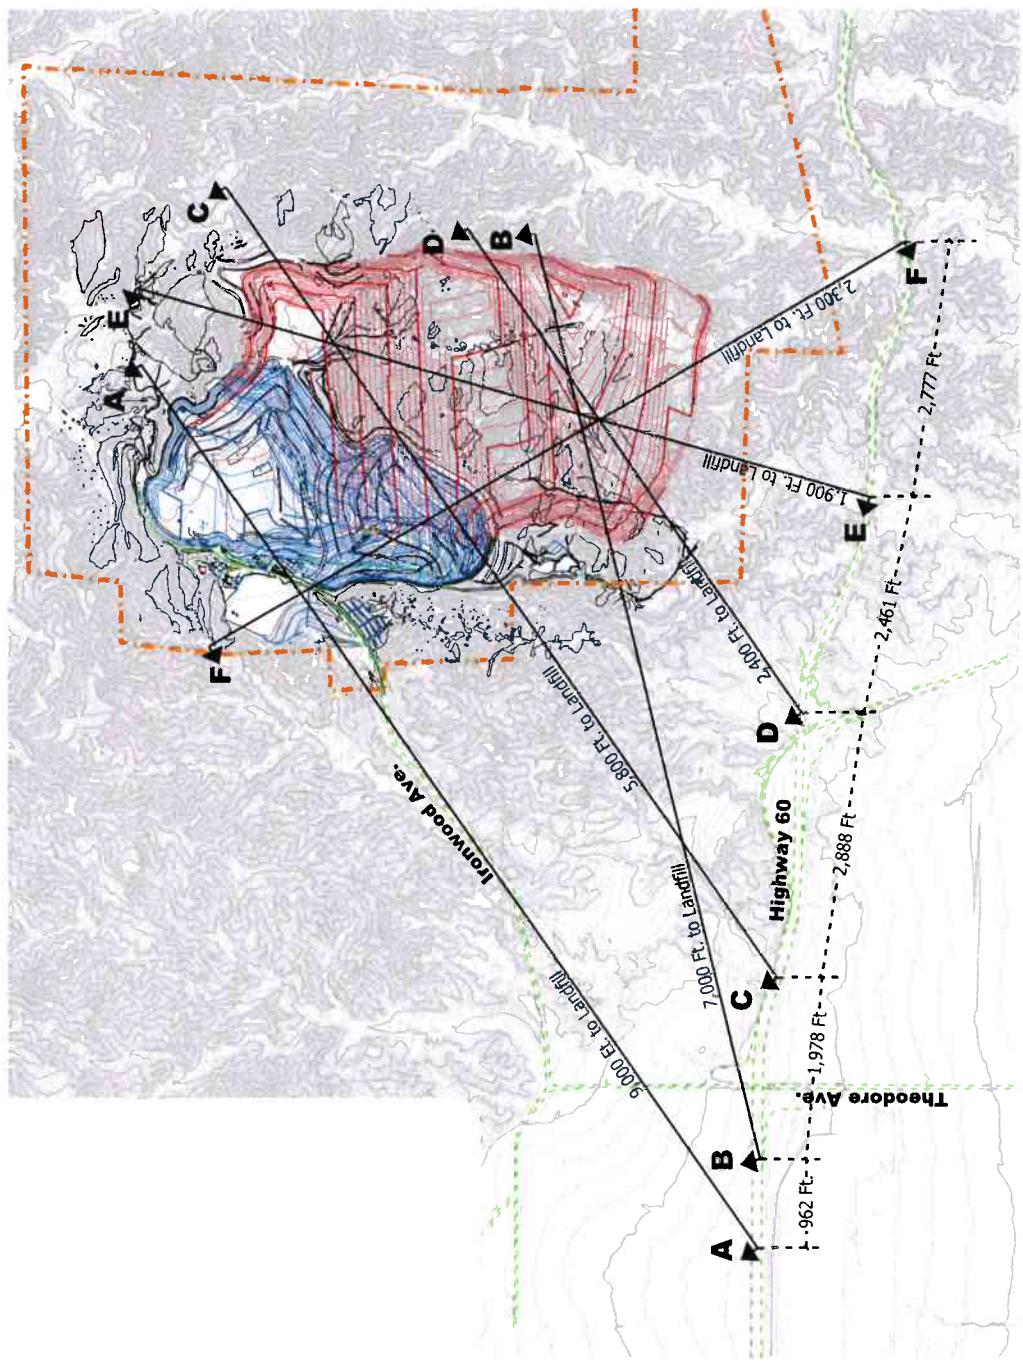 C
D
B
E
A
F
F
2,300 Ft. to Landfill
2,777 Ft
1,900 Ft. to Landfill
E
2,461 Ft
2,400 Ft. to Landfill
D
5,800 Ft. to Landfill
Ironwood Ave.
Highway 60
2,888 Ft
7,000 Ft. to Landfill
C
9,000 Ft. to Landfill
1,978 Ft
Theodore Ave.
B
962 Ft.
A